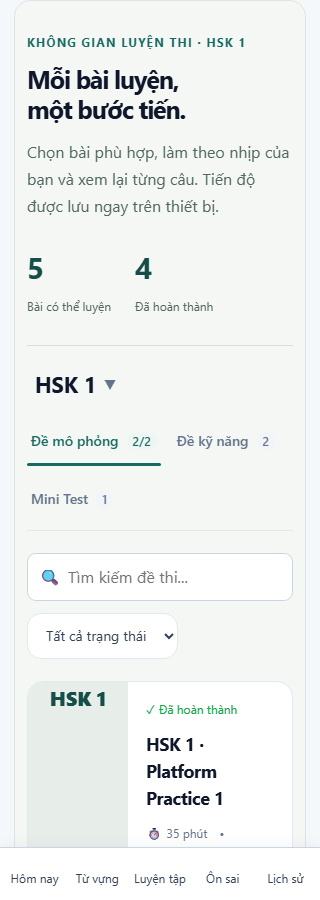 KHÔNG GIAN LUYỆN THI · HSK 1
Mỗi bài luyện,
một bước tiến.
Chọn bài phù hợp, làm theo nhịp của
bạn và xem lại từng câu. Tiến độ
được lưu ngay trên thiết bị.
5 4
Bài có thể luyện Đã hoàn thành
HSK 1 ▼
Đề mô phỏng 2/2 Đề kỹ năng 2
Mini Test 1
Tìm kiếm đề thi...
Tất cả trạng thái
HSK 1
✓ Đã hoàn thành
HSK 1 ·
Platform
Practice 1
35 phút •
Hôm nay Từ vựng Luyện tập Ôn sai Lịch sử